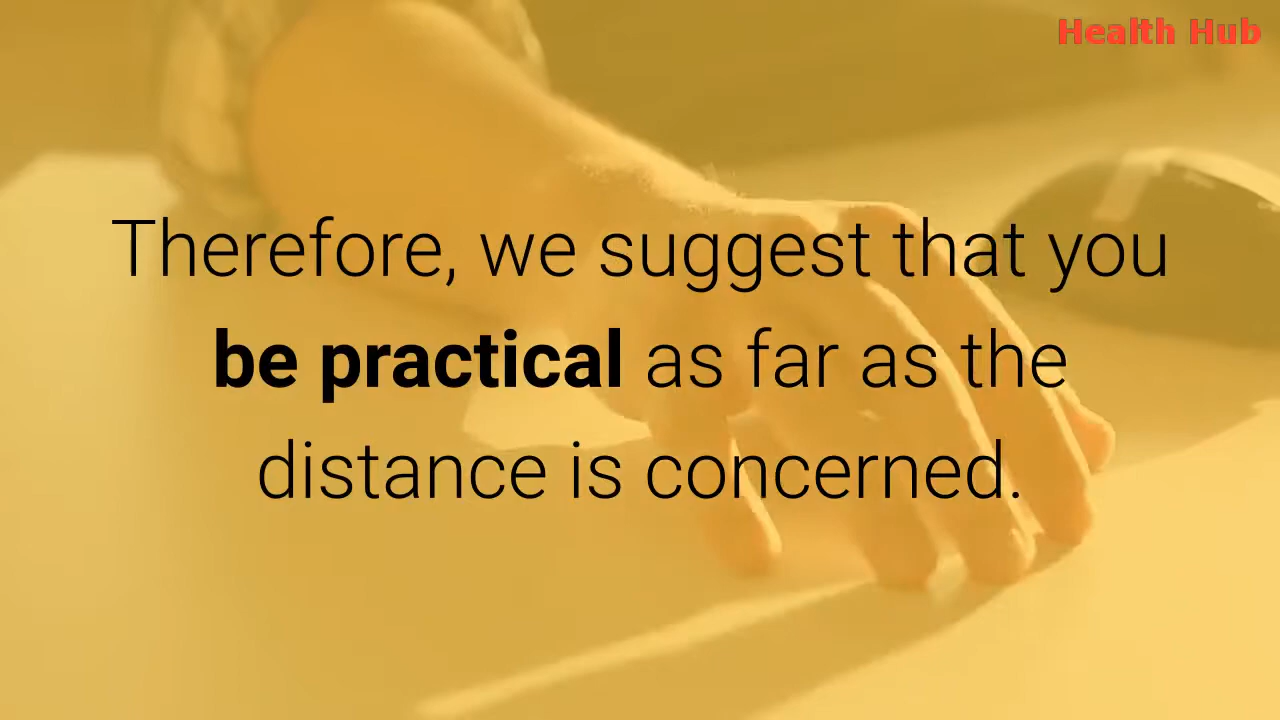 Health Hub
Therefore, we suggest that you
be practical as far as the
distance is concerned.